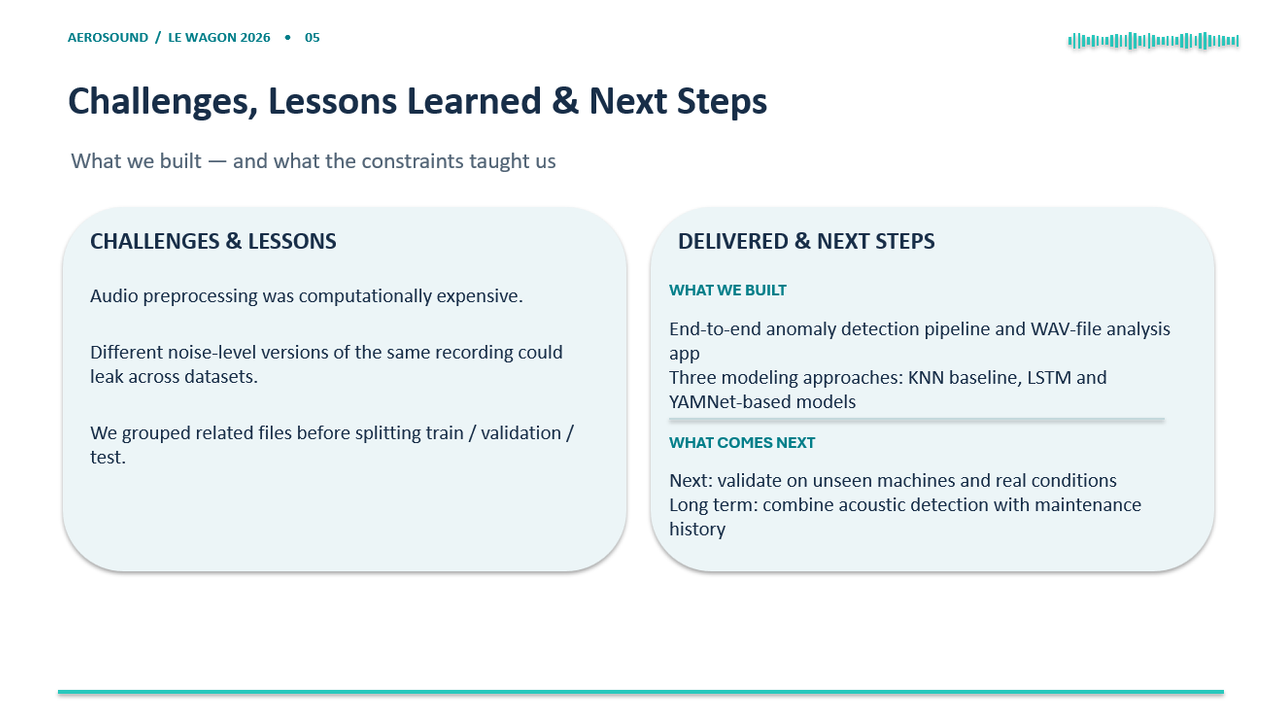 AEROSOUND / LE WAGON 2026 • 05
Challenges, Lessons Learned & Next Steps
What we built — and what the constraints taught us
CHALLENGES & LESSONS
Audio preprocessing was computationally expensive.
Different noise-level versions of the same recording could
leak across datasets.
We grouped related files before splitting train / validation /
test.
DELIVERED & NEXT STEPS
WHAT WE BUILT
End-to-end anomaly detection pipeline and WAV-file analysis
app
Three modeling approaches: KNN baseline, LSTM and
YAMNet-based models
WHAT COMES NEXT
Next: validate on unseen machines and real conditions
Long term: combine acoustic detection with maintenance
history